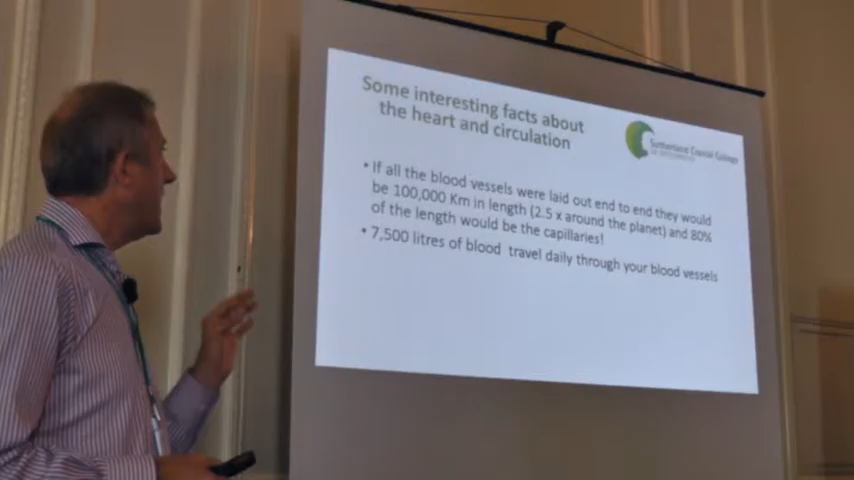 Some interesting facts about
the heart and circulation
Sutherland Cranial College
• If all the blood vessels were laid out end to end they would
be 100,000 Km in length (2.5 x around the planet) and 80%
of the length would be the capillaries!
• 7,500 litres of blood travel daily through your blood vessels